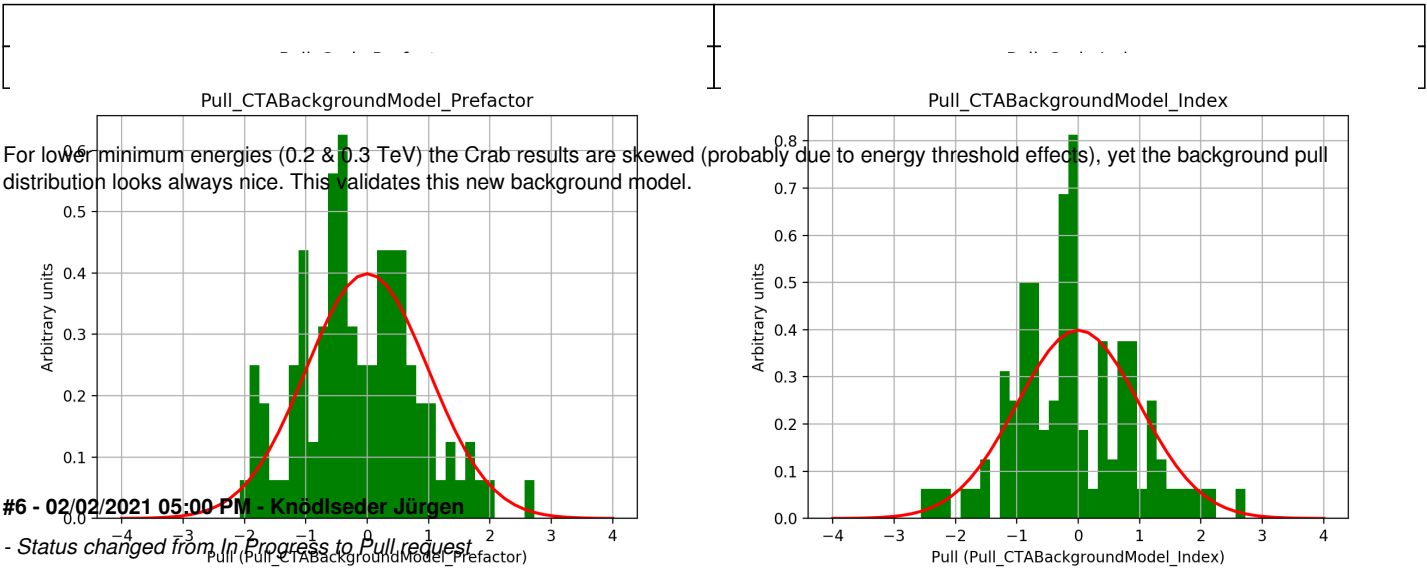 Pull_CTABackgroundModel_Prefactor
Pull_CTABackgroundModel_Index
For lower minimum energies (0.2 & 0.3 TeV) the Crab results are skewed (probably due to energy threshold effects), yet the background pull
distribution looks always nice. This validates this new background model.
Arbitrary units
0.6
0.5
0.4
0.3
0.2
0.1
0.0
−4 −3 −2 −1 0 1 2 3 4
Pull (Pull_CTABackgroundModel_Prefactor)
Arbitrary units
0.8
0.7
0.6
0.5
0.4
0.3
0.2
0.1
0.0
−4 −3 −2 −1 0 1 2 3 4
Pull (Pull_CTABackgroundModel_Index)
#6 - 02/02/2021 05:00 PM - Knödlseder Jürgen
- Status changed from In Progress to Pull request